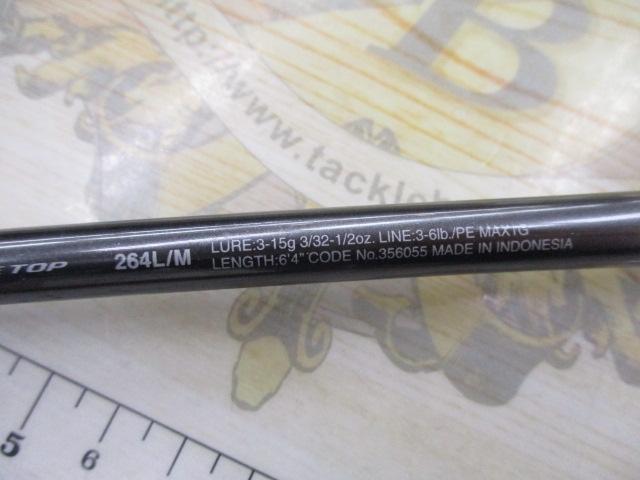 B
http://www.tackle
TOP 264L/M LURE:3-15g 3/32-1/2oz. LINE:3-6lb./PE MAX1G
LENGTH:6'4" CODE No.356055 MADE IN INDONESIA
5 6